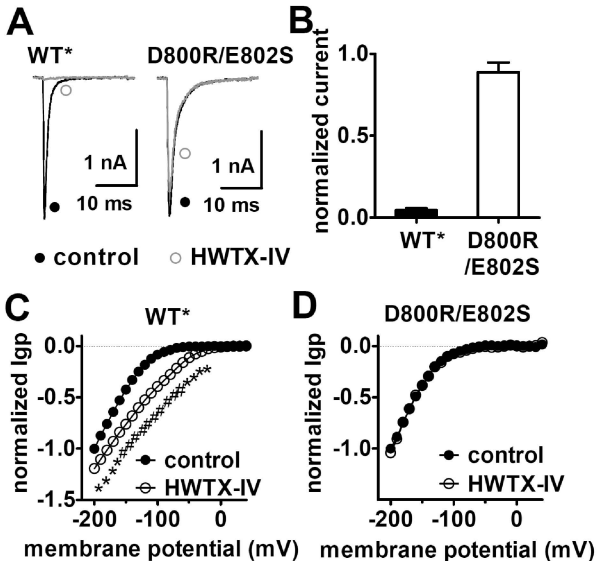 A
WT*
D800R/E802S
1 nA
10 ms
1 nA
10 ms
● control ○ HWTX-IV
B
normalized current
1.0
0.5
0.0
WT*
D800R
/E802S
C
WT*
normalized Igp
0.0
-0.5
-1.0
-1.5
● control
○ HWTX-IV
-200 -100 0
membrane potential (mV)
D
D800R/E802S
normalized Igp
0.0
-0.5
-1.0
● control
○ HWTX-IV
-200 -100 0
membrane potential (mV)